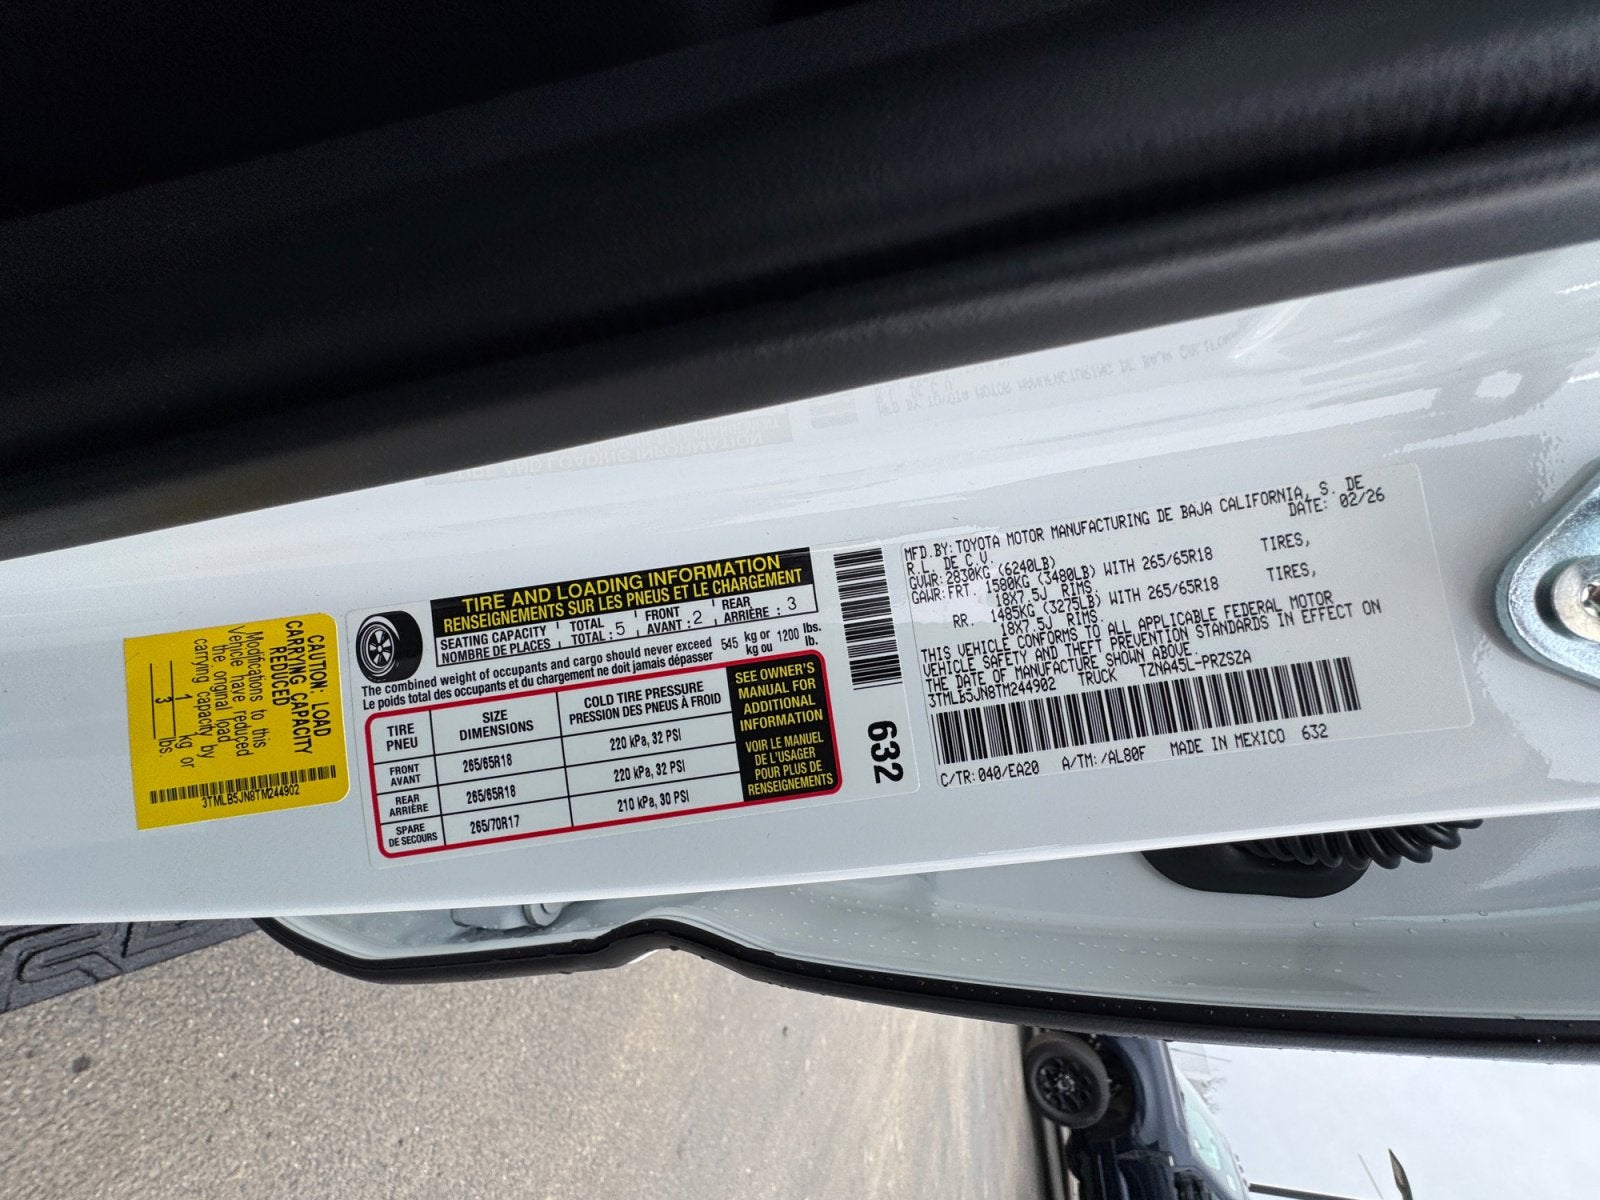 CAUTION: LOAD
CARRYING CAPACITY
REDUCED
Modifications to this
Vehicle have reduced
the original load
carrying capacity by
1 kg or
3 lbs.
3TMLB5JN8TM244902
TIRE AND LOADING INFORMATION
RENSEIGNEMENTS SUR LES PNEUS ET LE CHARGEMENT
SEATING CAPACITY
NOMBRE DE PLACES
TOTAL
TOTAL : 5
FRONT
AVANT : 2
REAR
ARRIÈRE : 3
The combined weight of occupants and cargo should never exceed 545 kg or 1200 lbs.
Le poids total des occupants et du chargement ne doit jamais dépasser kg ou lb.
TIRE
PNEU
SIZE
DIMENSIONS
COLD TIRE PRESSURE
PRESSION DES PNEUS À FROID
FRONT
AVANT
265/65R18
220 kPa, 32 PSI
REAR
ARRIÈRE
265/65R18
220 kPa, 32 PSI
SPARE
DE SECOURS
265/70R17
210 kPa, 30 PSI
SEE OWNER'S
MANUAL FOR
ADDITIONAL
INFORMATION
VOIR LE MANUEL
DE L'USAGER
POUR PLUS DE
RENSEIGNEMENTS
632
MFD.BY:TOYOTA MOTOR MANUFACTURING DE BAJA CALIFORNIA, S. DE
R.L. DE C.V. DATE: 02/26
GVWR:2830KG (6240LB)
GAWR:FRT. 1580KG (3480LB) WITH 265/65R18 TIRES,
18X7.5J RIMS.
RR. 1485KG (3275LB) WITH 265/65R18 TIRES,
18X7.5J RIMS.
THIS VEHICLE CONFORMS TO ALL APPLICABLE FEDERAL MOTOR
VEHICLE SAFETY AND THEFT PREVENTION STANDARDS IN EFFECT ON
THE DATE OF MANUFACTURE SHOWN ABOVE.
3TMLB5JN8TM244902 TRUCK TZNA45L-PRZSZA
C/TR:040/EA20 A/TM:/AL80F MADE IN MEXICO 632